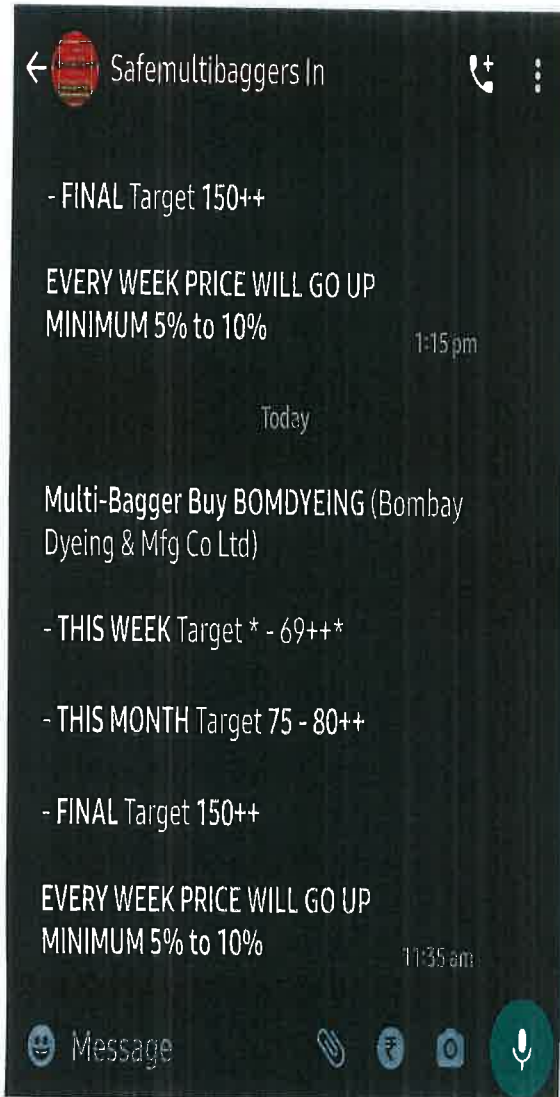 Safemultibaggers In
- FINAL Target 150++
EVERY WEEK PRICE WILL GO UP
MINIMUM 5% to 10%
1:15 pm
Today
Multi-Bagger Buy BOMDYEING (Bombay
Dyeing & Mfg Co Ltd)
- THIS WEEK Target * - 69++*
- THIS MONTH Target 75 - 80++
- FINAL Target 150++
EVERY WEEK PRICE WILL GO UP
MINIMUM 5% to 10%
11:35 am
Message
₹